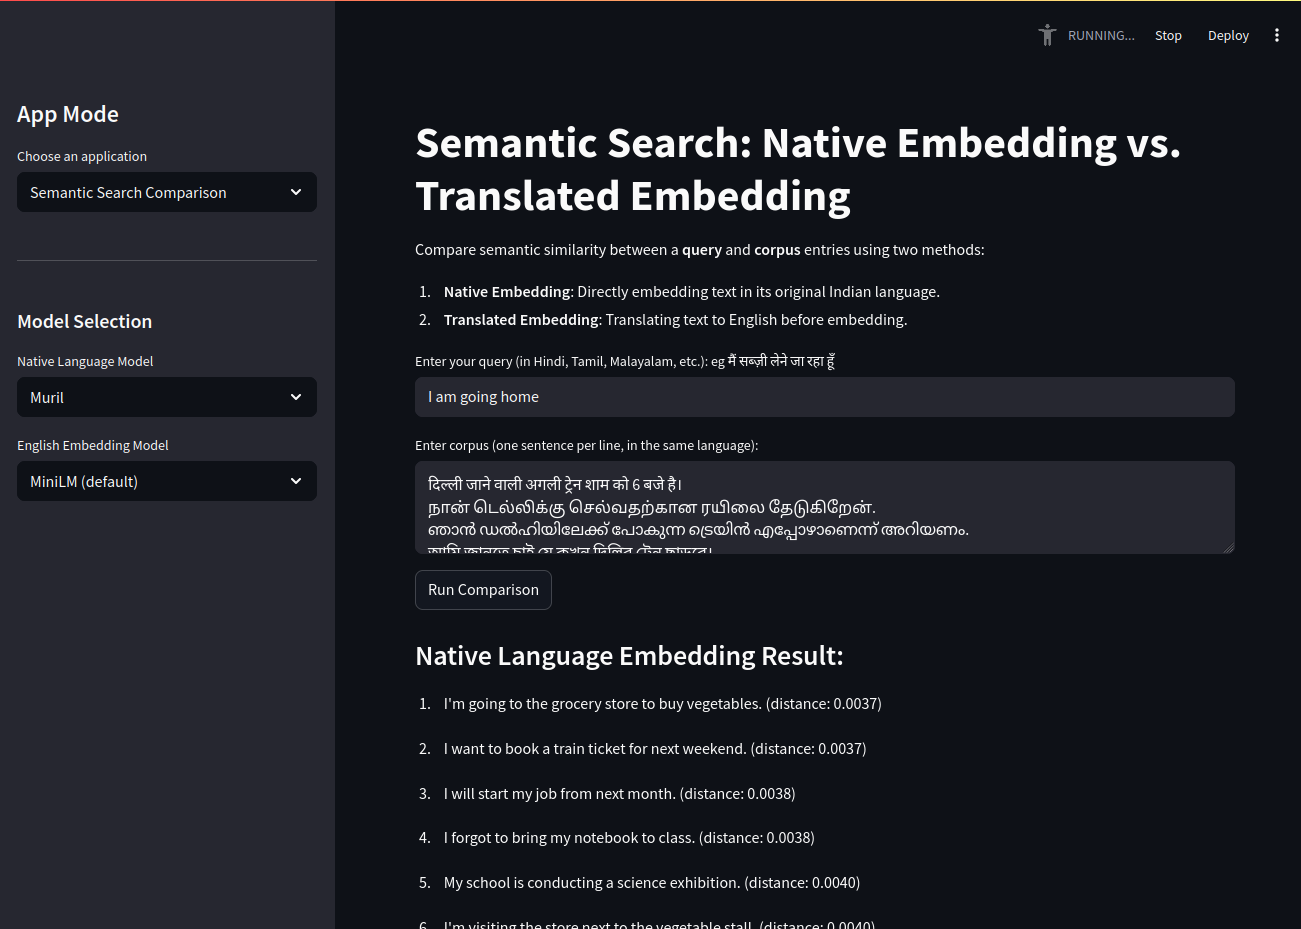 RUNNING...
Stop
Deploy
App Mode
Choose an application
Semantic Search Comparison
Model Selection
Native Language Model
Muril
English Embedding Model
MiniLM (default)
Semantic Search: Native Embedding vs.
Translated Embedding
Compare semantic similarity between a query and corpus entries using two methods:
1. Native Embedding: Directly embedding text in its original Indian language.
2. Translated Embedding: Translating text to English before embedding.
Enter your query (in Hindi, Tamil, Malayalam, etc.): eg मैं सब्ज़ी लेने जा रहा हूँ
I am going home
Enter corpus (one sentence per line, in the same language):
दिल्ली जाने वाली अगली ट्रेन शाम को 6 बजे है।
நான் டெல்லிக்கு செல்வதற்கான ரயிலை தேடுகிறேன்.
ഞാൻ ഡൽഹിയിലേക്ക് പോകുന്ന ട്രെയിൻ എപ്പോഴാണെന്ന് അറിയണം.
আমি জানতে চাই যে কখন দিল্লির ট্রেন ছাড়বে।
Run Comparison
Native Language Embedding Result:
1. I'm going to the grocery store to buy vegetables. (distance: 0.0037)
2. I want to book a train ticket for next weekend. (distance: 0.0037)
3. I will start my job from next month. (distance: 0.0038)
4. I forgot to bring my notebook to class. (distance: 0.0038)
5. My school is conducting a science exhibition. (distance: 0.0040)
6. I'm visiting the store next to the vegetable stall. (distance: 0.0040)